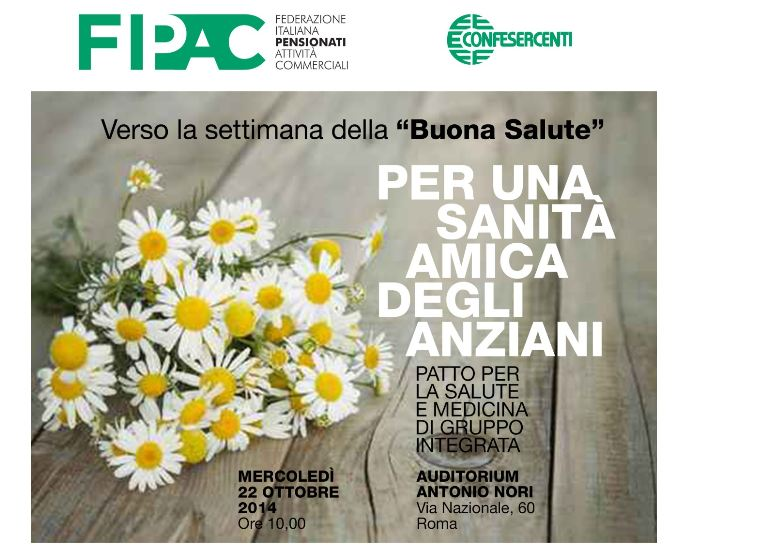 FIPAC
FEDERAZIONE
ITALIANA
PENSIONATI
ATTIVITÀ
COMMERCIALI
CONFESERCENTI
Verso la settimana della “Buona Salute”
PER UNA
SANITÀ
AMICA
DEGLI
ANZIANI
PATTO PER
LA SALUTE
E MEDICINA
DI GRUPPO
INTEGRATA
MERCOLEDÌ
22 OTTOBRE
2014
Ore 10,00
AUDITORIUM
ANTONIO NORI
Via Nazionale, 60
Roma